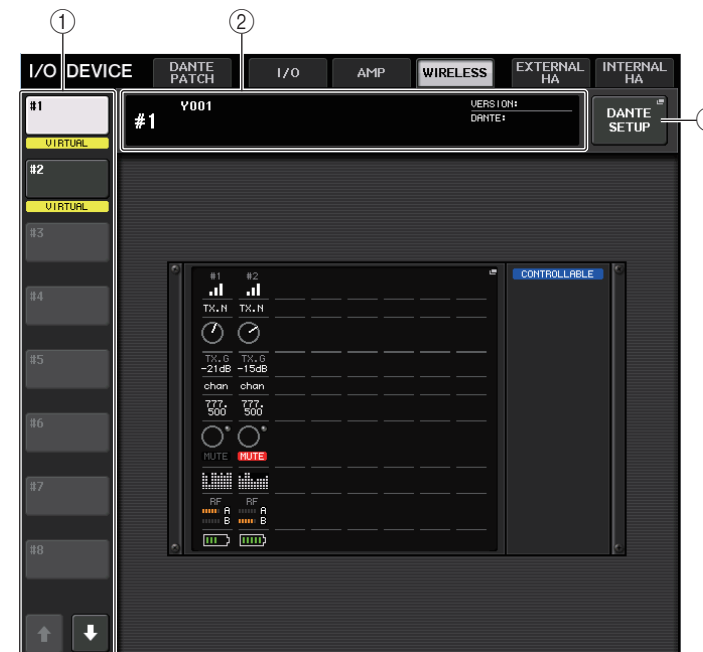 1 2
I/O DEVICE DANTE PATCH I/O AMP WIRELESS EXTERNAL HA INTERNAL HA
#1
VIRTUAL
#1 Y001 VERSION:
DANTE:
DANTE SETUP
#2
VIRTUAL
#3
#4
#5
#6
#7
#8
#1 #2 CONTROLLABLE
TX.N TX.N
TX.G TX.G
-21dB -15dB
chan chan
777. 777.
500 500
MUTE MUTE
RF RF
A A
B B